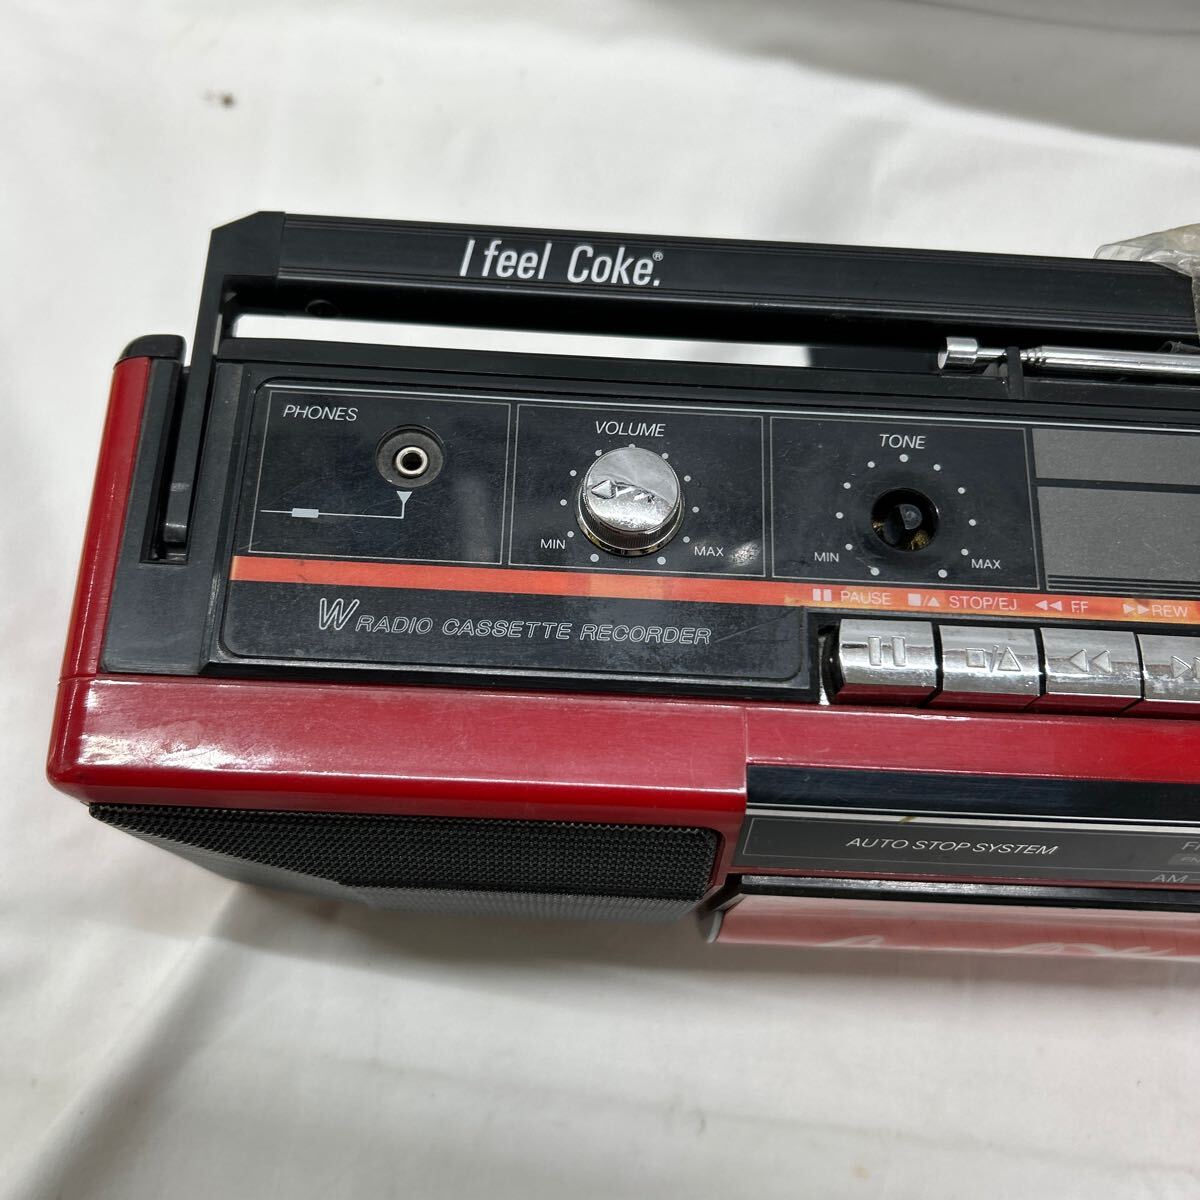 I feel Coke.®
PHONES
VOLUME
MIN
MAX
TONE
MIN
MAX
PAUSE STOP/EJ F.F REW
W RADIO CASSETTE RECORDER
AUTO STOP SYSTEM
AM